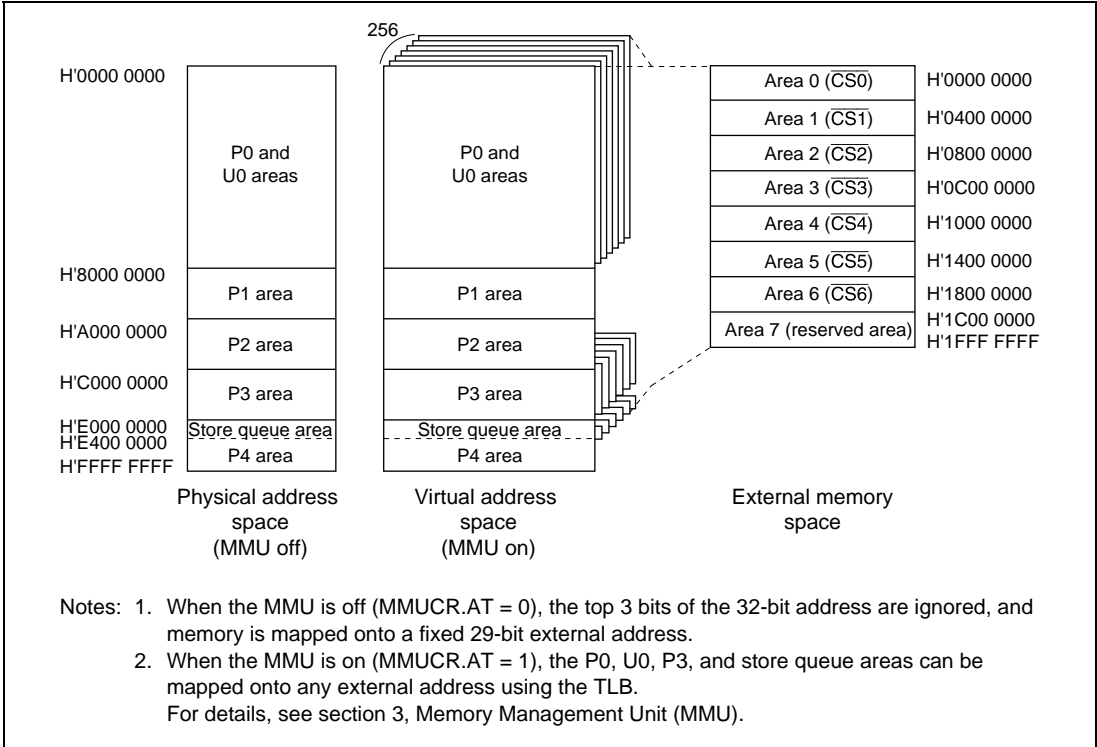 256
H'0000 0000
Area 0 (CS0) H'0000 0000
Area 1 (CS1) H'0400 0000
P0 and
U0 areas
P0 and
U0 areas
Area 2 (CS2) H'0800 0000
Area 3 (CS3) H'0C00 0000
Area 4 (CS4) H'1000 0000
Area 5 (CS5) H'1400 0000
H'8000 0000
P1 area
P1 area
Area 6 (CS6) H'1800 0000
Area 7 (reserved area) H'1C00 0000
H'1FFF FFFF
H'A000 0000
P2 area
P2 area
H'C000 0000
P3 area
P3 area
H'E000 0000
Store queue area
Store queue area
H'E400 0000
P4 area
P4 area
H'FFFF FFFF
Physical address
space
(MMU off)
Virtual address
space
(MMU on)
External memory
space
Notes: 1. When the MMU is off (MMUCR.AT = 0), the top 3 bits of the 32-bit address are ignored, and
memory is mapped onto a fixed 29-bit external address.
2. When the MMU is on (MMUCR.AT = 1), the P0, U0, P3, and store queue areas can be
mapped onto any external address using the TLB.
For details, see section 3, Memory Management Unit (MMU).